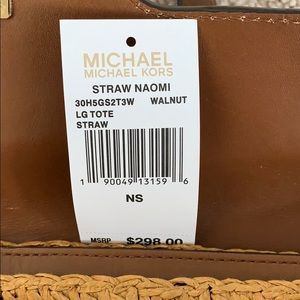 MICHAEL
MICHAEL KORS
STRAW NAOMI
30H5GS2T3W WALNUT
LG TOTE
STRAW
1 90049 13159 6
NS
MSRP $298.00